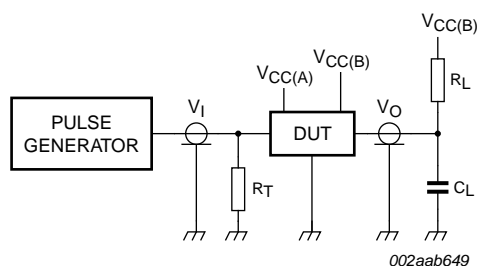 VCC(B)
VCC(A)
VCC(B)
RL
PULSE
GENERATOR
VI
DUT
VO
RT
CL
002aab649